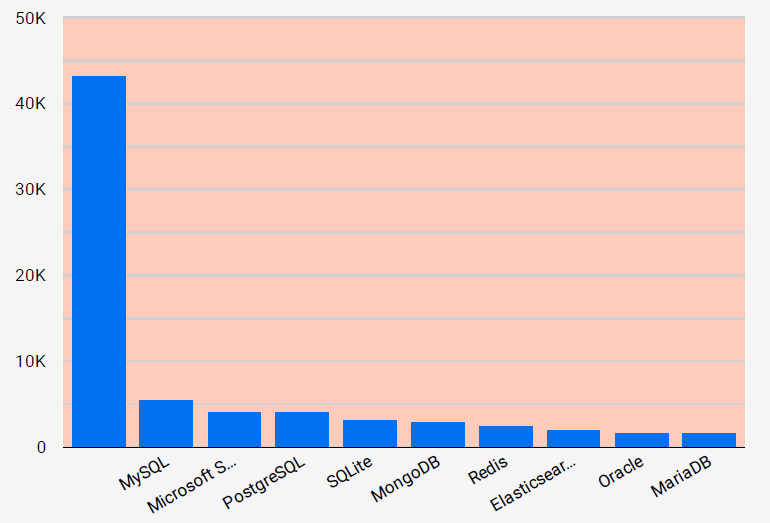 50K
40K
30K
20K
10K
0
MySQL
Microsoft S...
PostgreSQL
SQLite
MongoDB
Redis
Elasticsear...
Oracle
MariaDB